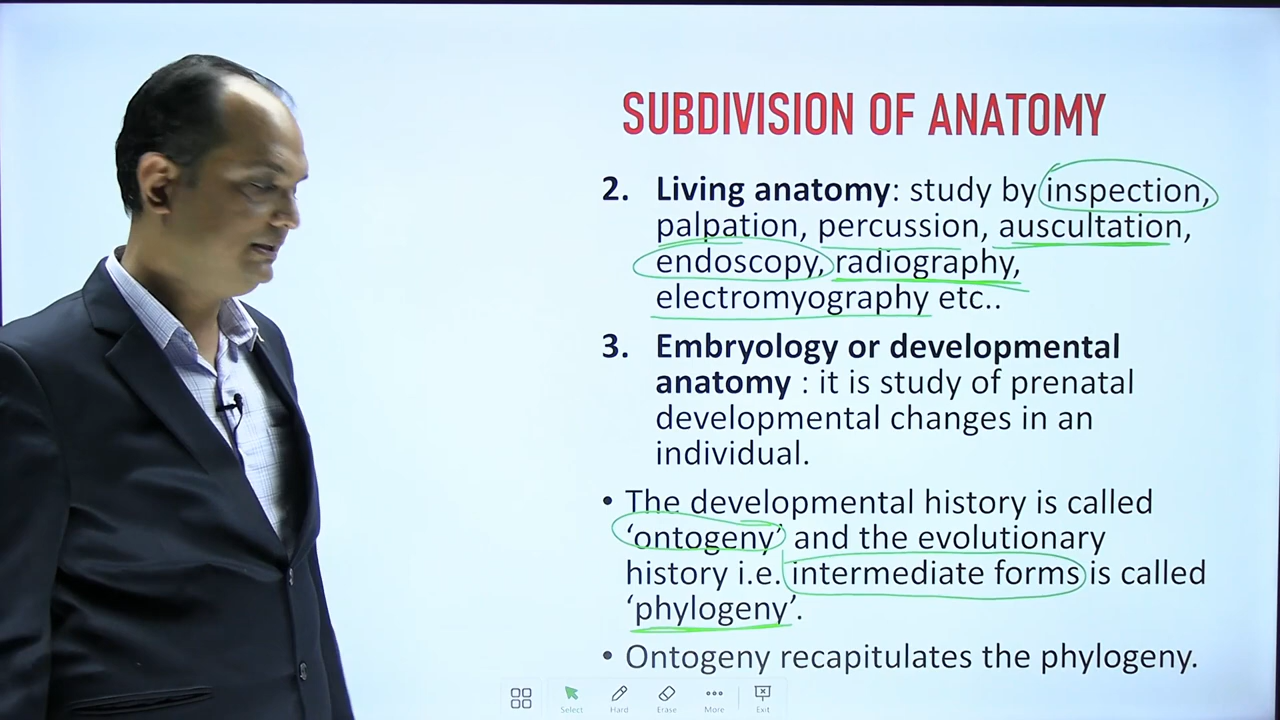 SUBDIVISION OF ANATOMY
2. Living anatomy: study by inspection,
palpation, percussion, auscultation,
endoscopy, radiography,
electromyography etc..
3. Embryology or developmental
anatomy : it is study of prenatal
developmental changes in an
individual.
• The developmental history is called
‘ontogeny’ and the evolutionary
history i.e. intermediate forms is called
‘phylogeny’.
• Ontogeny recapitulates the phylogeny.
Select Hard Erase More Exit